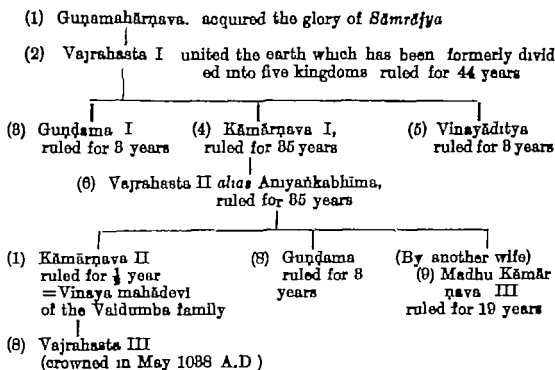 (1) Guṇamahārṇava. acquired the glory of Sāmrājya
(2) Vajrahasta I united the earth which has been formerly divid
ed into five kingdoms ruled for 44 years
(3) Guṇḍama I (4) Kāmārṇava I, (5) Vinayāditya
ruled for 3 years ruled for 35 years ruled for 3 years
(6) Vajrahasta II alias Aniyaṅkabhīma,
ruled for 35 years
(1) Kāmārṇava II (8) Guṇḍama (By another wife)
ruled for ½ year ruled for 3 (9) Madhu Kāmār
=Vinaya mahādevi years ṇava III
of the Vaidumba family ruled for 19 years
(8) Vajrahasta III
(crowned in May 1038 A.D )